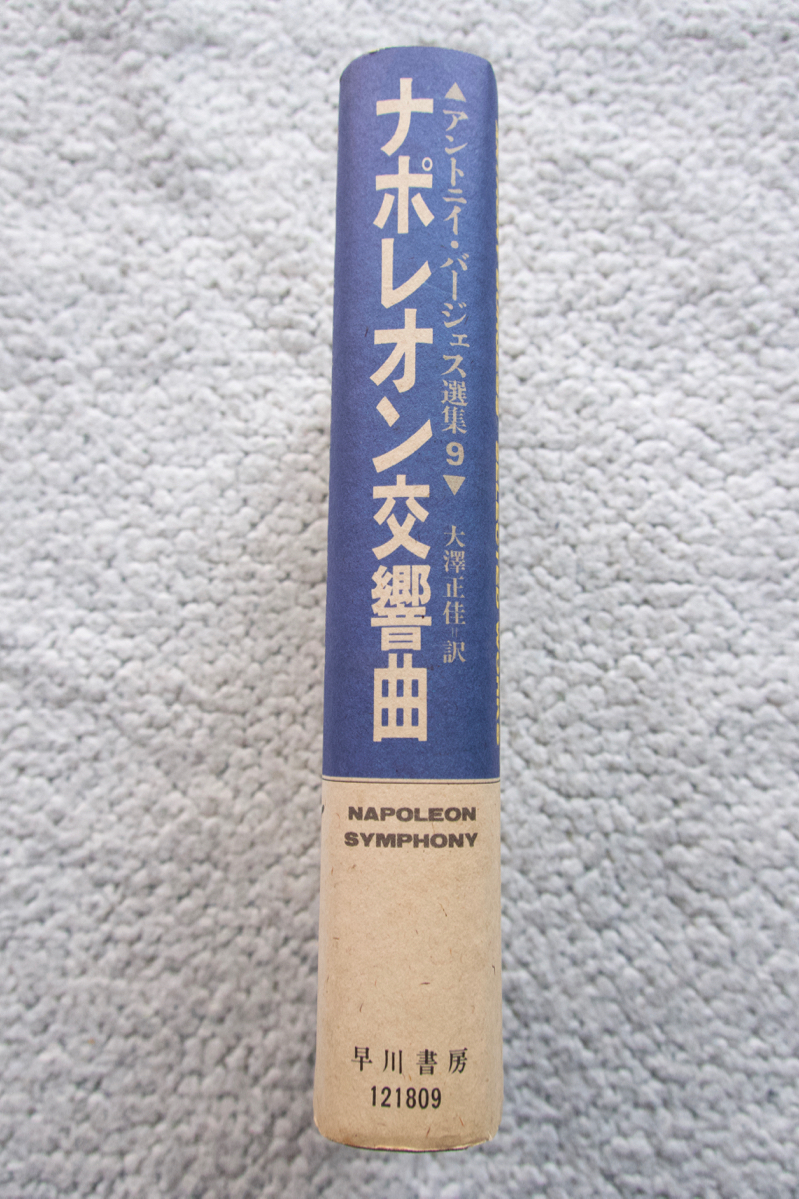 ▲アントニイ・バージェス選集9▼ 大澤正佳=訳
ナポレオン交響曲
NAPOLEON
SYMPHONY
早川書房
121809